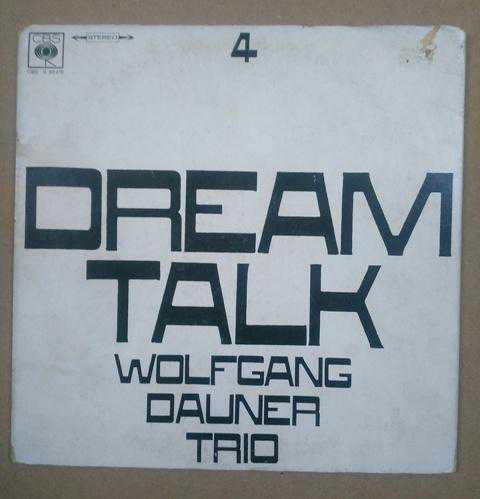 CBS
STEREO
4
DREAM
TALK
WOLFGANG
DAUNER
TRIO